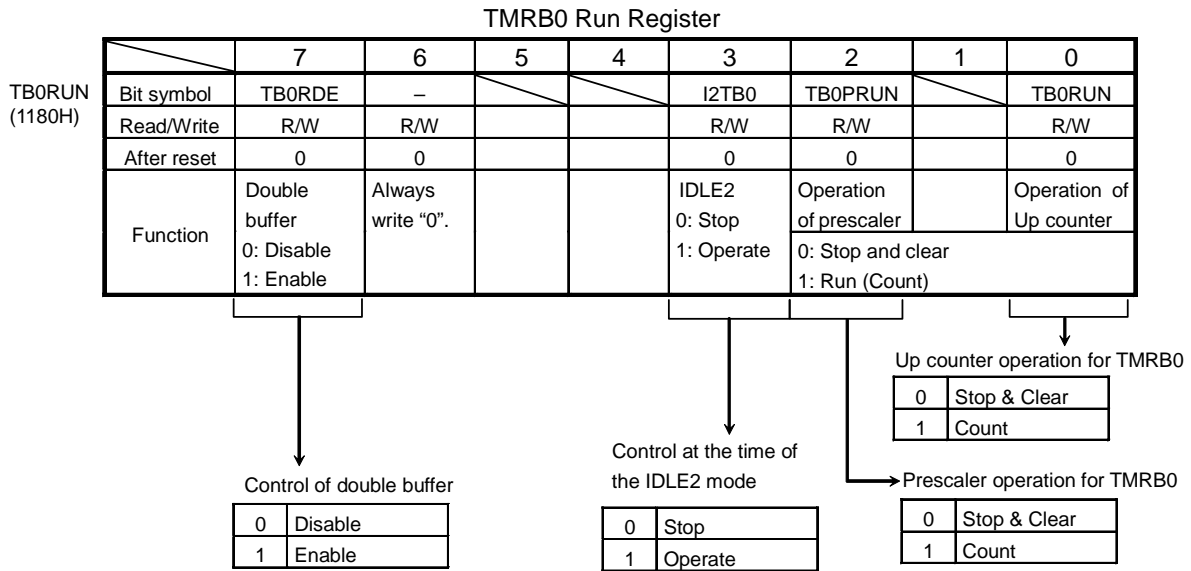 TMRB0 Run Register
7 6 5 4 3 2 1 0
TB0RUN
(1180H)
Bit symbol TB0RDE – I2TB0 TB0PRUN TB0RUN
Read/Write R/W R/W R/W R/W R/W
After reset 0 0 0 0 0
Function
Double
buffer
0: Disable
1: Enable
Always
write “0”.
IDLE2
0: Stop
1: Operate
Operation
of prescaler
Operation of
Up counter
0: Stop and clear
1: Run (Count)
Up counter operation for TMRB0
0 Stop & Clear
1 Count
Control at the time of
the IDLE2 mode
0 Stop
1 Operate
Prescaler operation for TMRB0
0 Stop & Clear
1 Count
Control of double buffer
0 Disable
1 Enable